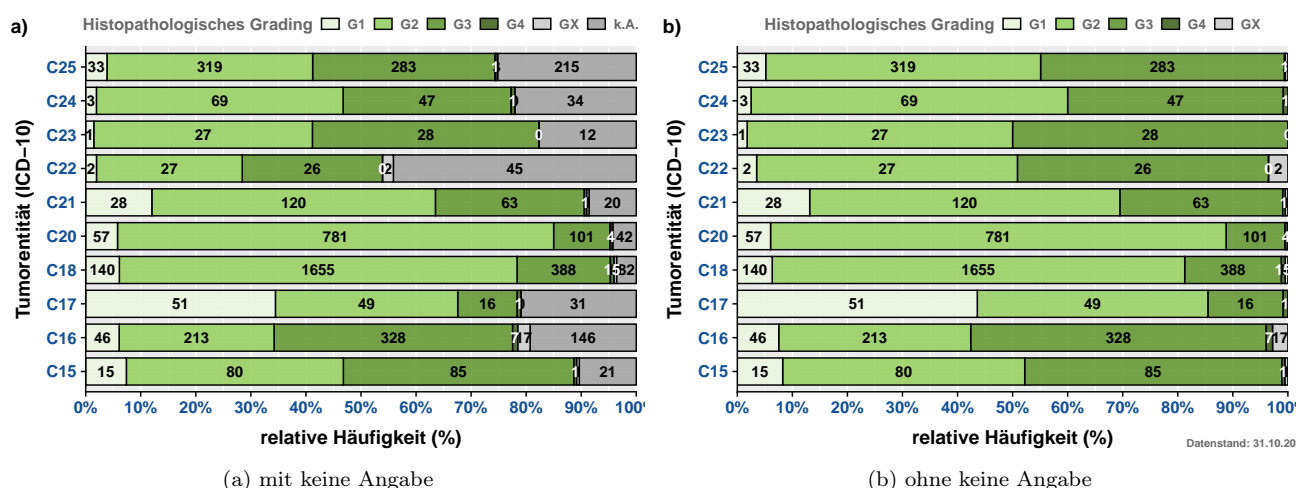 a)
Histopathologisches Grading G1 G2 G3 G4 GX k.A.
Tumorentität (ICD–10)
C25 33 319 283 215
C24 3 69 47 34
C23 1 27 28 0 12
C22 2 27 26 0 2 45
C21 28 120 63 1 20
C20 57 781 101 4 42
C18 140 1655 388 15
C17 51 49 16 31
C16 46 213 328 7 17 146
C15 15 80 85 1 21
0% 10% 20% 30% 40% 50% 60% 70% 80% 90% 100%
relative Häufigkeit (%)
(a) mit keine Angabe
b)
Histopathologisches Grading G1 G2 G3 G4 GX
Tumorentität (ICD–10)
C25 33 319 283 1
C24 3 69 47 1
C23 1 27 28 0
C22 2 27 26 0 2
C21 28 120 63 1
C20 57 781 101 4
C18 140 1655 388 15
C17 51 49 16 1
C16 46 213 328 7 17
C15 15 80 85 1
0% 10% 20% 30% 40% 50% 60% 70% 80% 90% 100%
relative Häufigkeit (%)
Datenstand: 31.10.20
(b) ohne keine Angabe